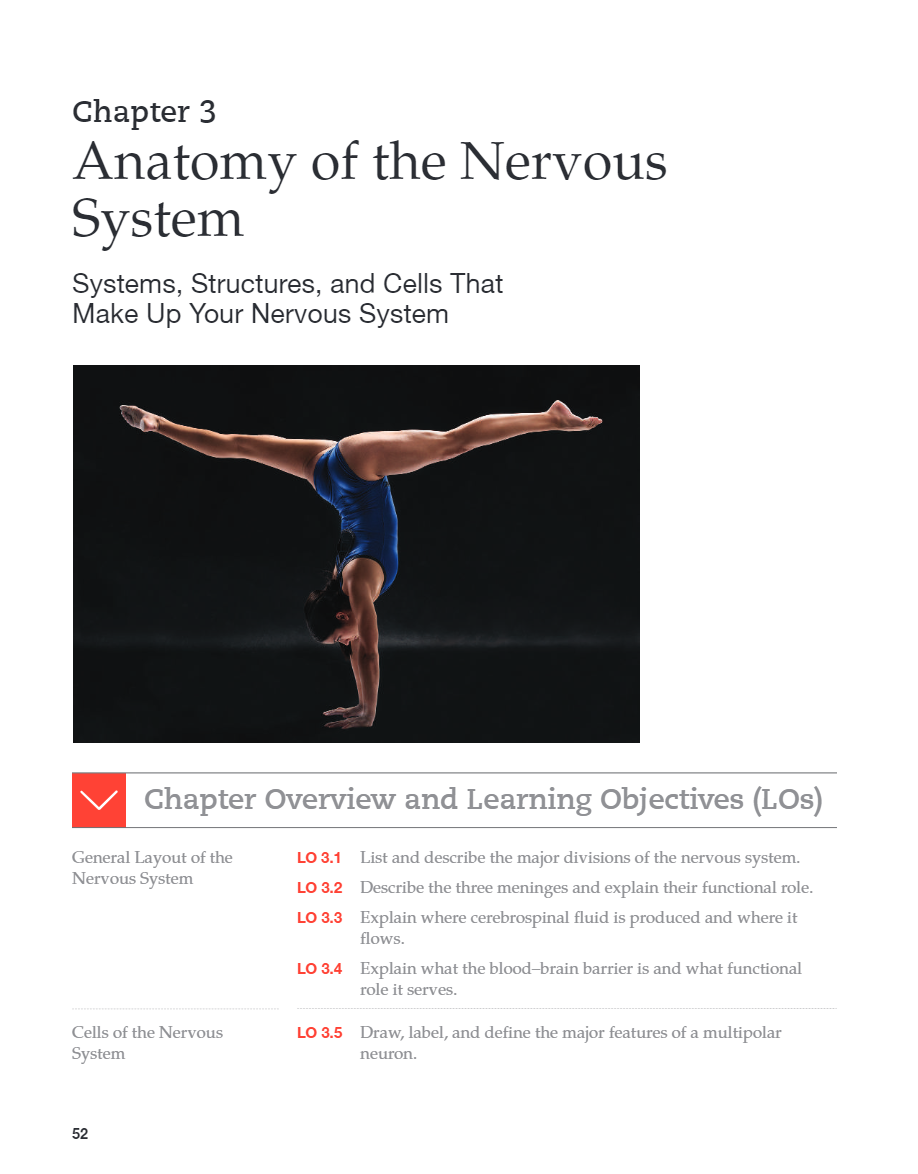 Chapter 3
Anatomy of the Nervous
System
Systems, Structures, and Cells That
Make Up Your Nervous System
Chapter Overview and Learning Objectives (LOs)
General Layout of the
Nervous System
LO 3.1 List and describe the major divisions of the nervous system.
LO 3.2 Describe the three meninges and explain their functional role.
LO 3.3 Explain where cerebrospinal fluid is produced and where it
flows.
LO 3.4 Explain what the blood–brain barrier is and what functional
role it serves.
Cells of the Nervous
System
LO 3.5 Draw, label, and define the major features of a multipolar
neuron.
52